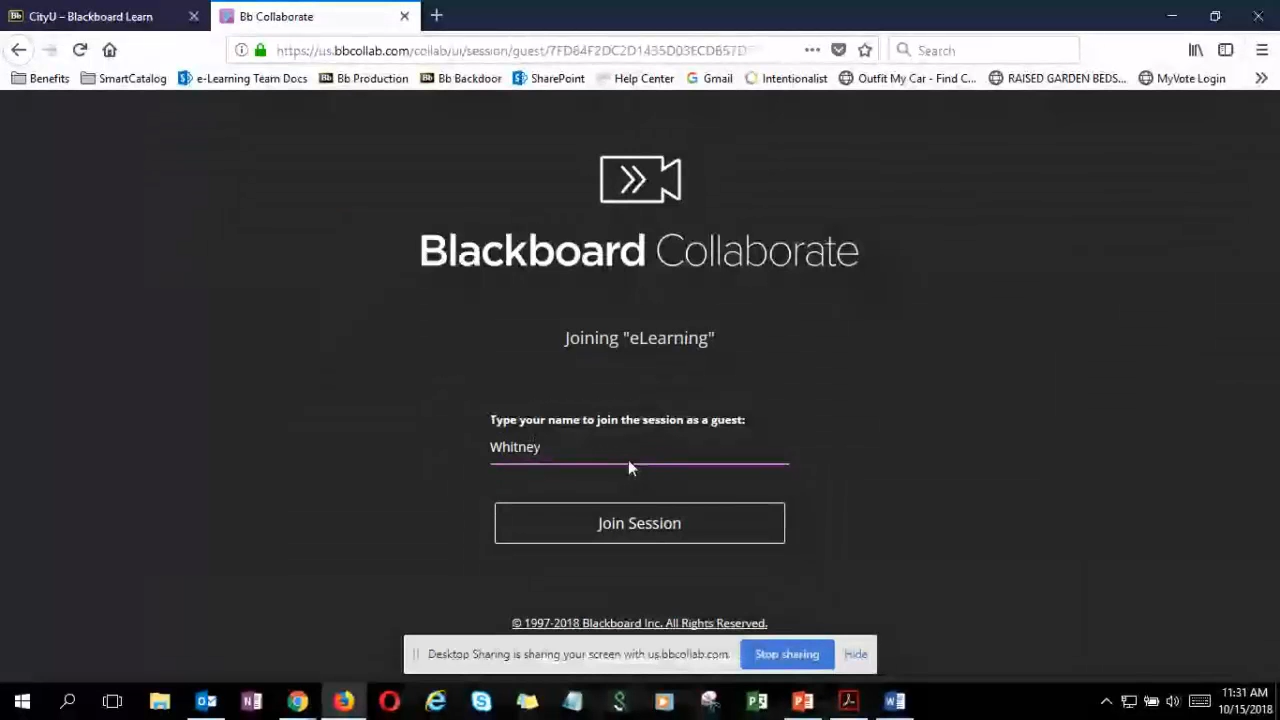 CityU – Blackboard Learn
Bb Collaborate
https://us.bbcollab.com/collab/ui/session/guest/7FD64F2DC2D1435D03ECDB57D
Search
Benefits SmartCatalog e-Learning Team Docs Bb Production Bb Backdoor SharePoint Help Center Gmail Intentionalist Outfit My Car - Find C... RAISED GARDEN BEDS... MyVote Login
Blackboard Collaborate
Joining "eLearning"
Type your name to join the session as a guest:
Whitney
Join Session
© 1997-2018 Blackboard Inc. All Rights Reserved.
Desktop Sharing is sharing your screen with us.bbcollab.com. Stop sharing Hide
11:31 AM
10/15/2018